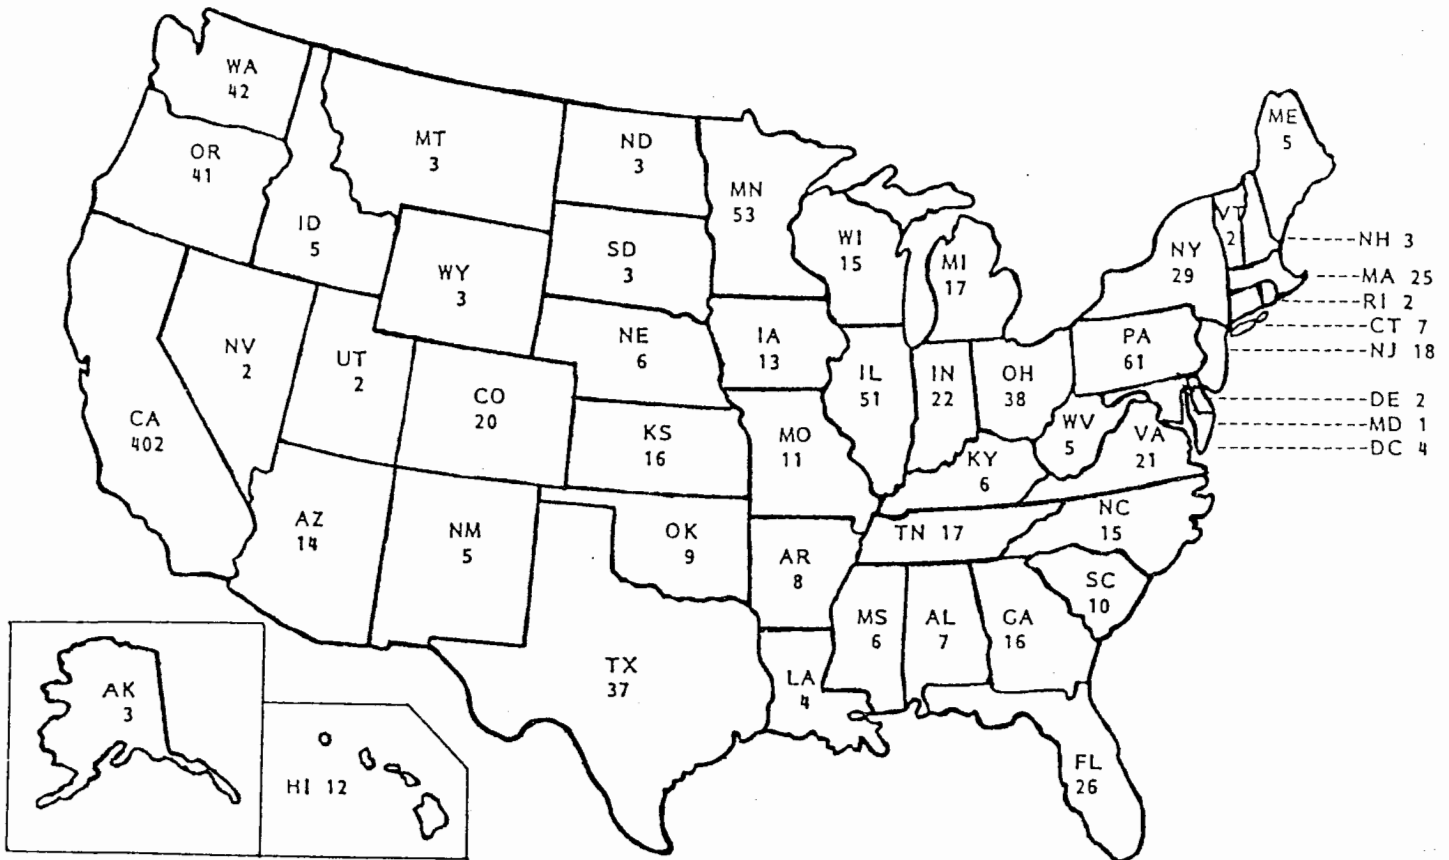 WA
42
OR
41
ID
5
MT
3
ND
3
MN
53
WI
15
MI
17
SD
3
WY
3
NE
6
IA
13
IL
51
IN
22
OH
38
PA
61
NY
29
VT
2
ME
5
NH 3
MA 25
RI 2
CT 7
NJ 18
DE 2
MD 1
DC 4
NV
2
UT
2
CO
20
CA
402
KS
16
MO
11
KY
6
WV
5
VA
21
AZ
14
NM
5
OK
9
AR
8
TN 17
NC
15
SC
10
MS
6
AL
7
GA
16
TX
37
LA
4
FL
26
AK
3
HI 12